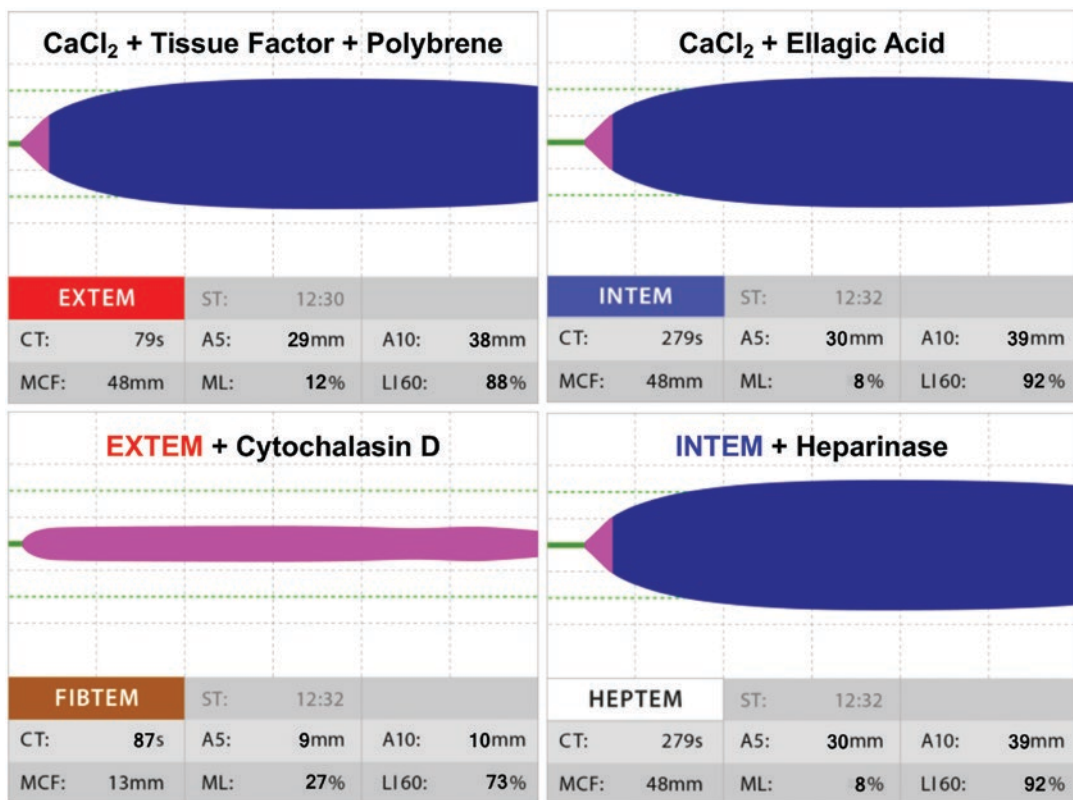 CaCl₂ + Tissue Factor + Polybrene
EXTEM ST: 12:30
CT: 79s A5: 29mm A10: 38mm
MCF: 48mm ML: 12% LI60: 88%
CaCl₂ + Ellagic Acid
INTEM ST: 12:32
CT: 279s A5: 30mm A10: 39mm
MCF: 48mm ML: 8% LI60: 92%
EXTEM + Cytochalasin D
FIBTEM ST: 12:32
CT: 87s A5: 9mm A10: 10mm
MCF: 13mm ML: 27% LI60: 73%
INTEM + Heparinase
HEPTEM ST: 12:32
CT: 279s A5: 30mm A10: 39mm
MCF: 48mm ML: 8% LI60: 92%